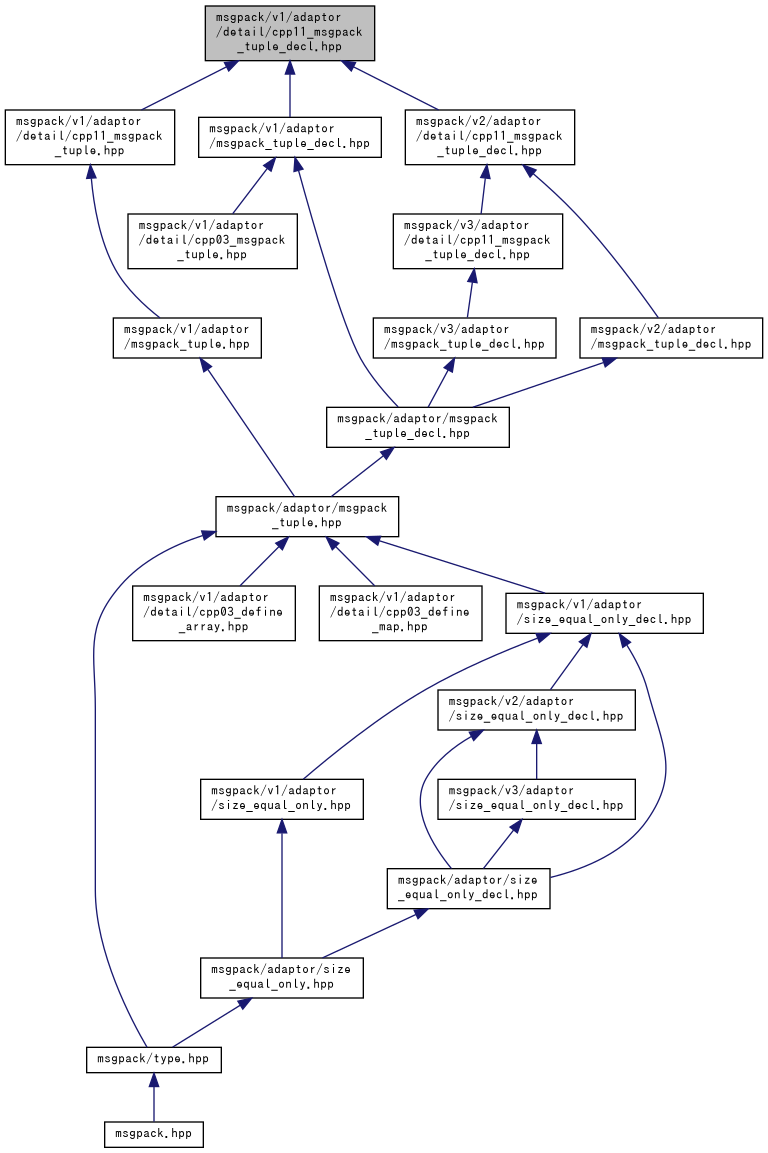 msgpack/v1/adaptor
/detail/cpp11_msgpack
_tuple_decl.hpp
msgpack/v1/adaptor
/detail/cpp11_msgpack
_tuple.hpp
msgpack/v1/adaptor
/msgpack_tuple_decl.hpp
msgpack/v2/adaptor
/detail/cpp11_msgpack
_tuple_decl.hpp
msgpack/v1/adaptor
/detail/cpp03_msgpack
_tuple.hpp
msgpack/v3/adaptor
/detail/cpp11_msgpack
_tuple_decl.hpp
msgpack/v1/adaptor
/msgpack_tuple.hpp
msgpack/v3/adaptor
/msgpack_tuple_decl.hpp
msgpack/v2/adaptor
/msgpack_tuple_decl.hpp
msgpack/adaptor/msgpack
_tuple_decl.hpp
msgpack/adaptor/msgpack
_tuple.hpp
msgpack/v1/adaptor
/detail/cpp03_define
_array.hpp
msgpack/v1/adaptor
/detail/cpp03_define
_map.hpp
msgpack/v1/adaptor
/size_equal_only_decl.hpp
msgpack/v2/adaptor
/size_equal_only_decl.hpp
msgpack/v1/adaptor
/size_equal_only.hpp
msgpack/v3/adaptor
/size_equal_only_decl.hpp
msgpack/adaptor/size
_equal_only_decl.hpp
msgpack/adaptor/size
_equal_only.hpp
msgpack/type.hpp
msgpack.hpp